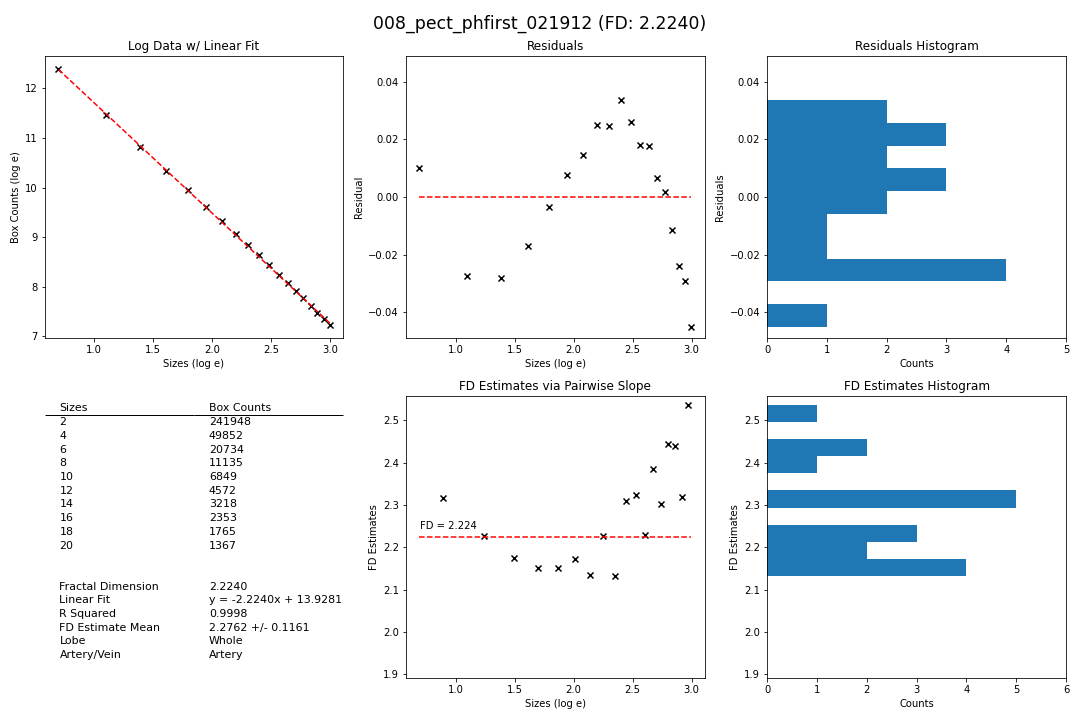 008_pect_phfirst_021912 (FD: 2.2240)
Log Data w/ Linear Fit
Box Counts (log e)
12
11
10
9
8
7
1.0 1.5 2.0 2.5 3.0
Sizes (log e)
Residuals
Residual
0.04
0.02
0.00
−0.02
−0.04
1.0 1.5 2.0 2.5 3.0
Sizes (log e)
Residuals Histogram
Residuals
0.04
0.02
0.00
−0.02
−0.04
0 1 2 3 4 5
Counts
Sizes Box Counts
2 241948
4 49852
6 20734
8 11135
10 6849
12 4572
14 3218
16 2353
18 1765
20 1367
Fractal Dimension 2.2240
Linear Fit y = -2.2240x + 13.9281
R Squared 0.9998
FD Estimate Mean 2.2762 +/- 0.1161
Lobe Whole
Artery/Vein Artery
FD Estimates via Pairwise Slope
FD Estimates
2.5
2.4
2.3
2.2
2.1
2.0
1.9
FD = 2.224
1.0 1.5 2.0 2.5 3.0
Sizes (log e)
FD Estimates Histogram
FD Estimates
2.5
2.4
2.3
2.2
2.1
2.0
1.9
0 1 2 3 4 5 6
Counts